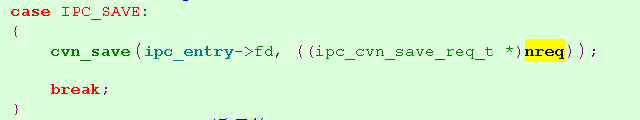 case IPC_SAVE:
{
cvn_save(ipc_entry->fd, ((ipc_cvn_save_req_t *)nreq));
break;
}